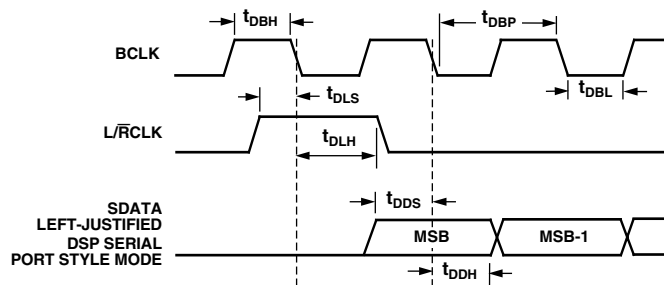 tDBH
tDBP
BCLK
tDBL
tDLS
L/R̅CLK
tDLH
SDATA
LEFT-JUSTIFIED
DSP SERIAL
PORT STYLE MODE
tDDS
MSB
MSB-1
tDDH